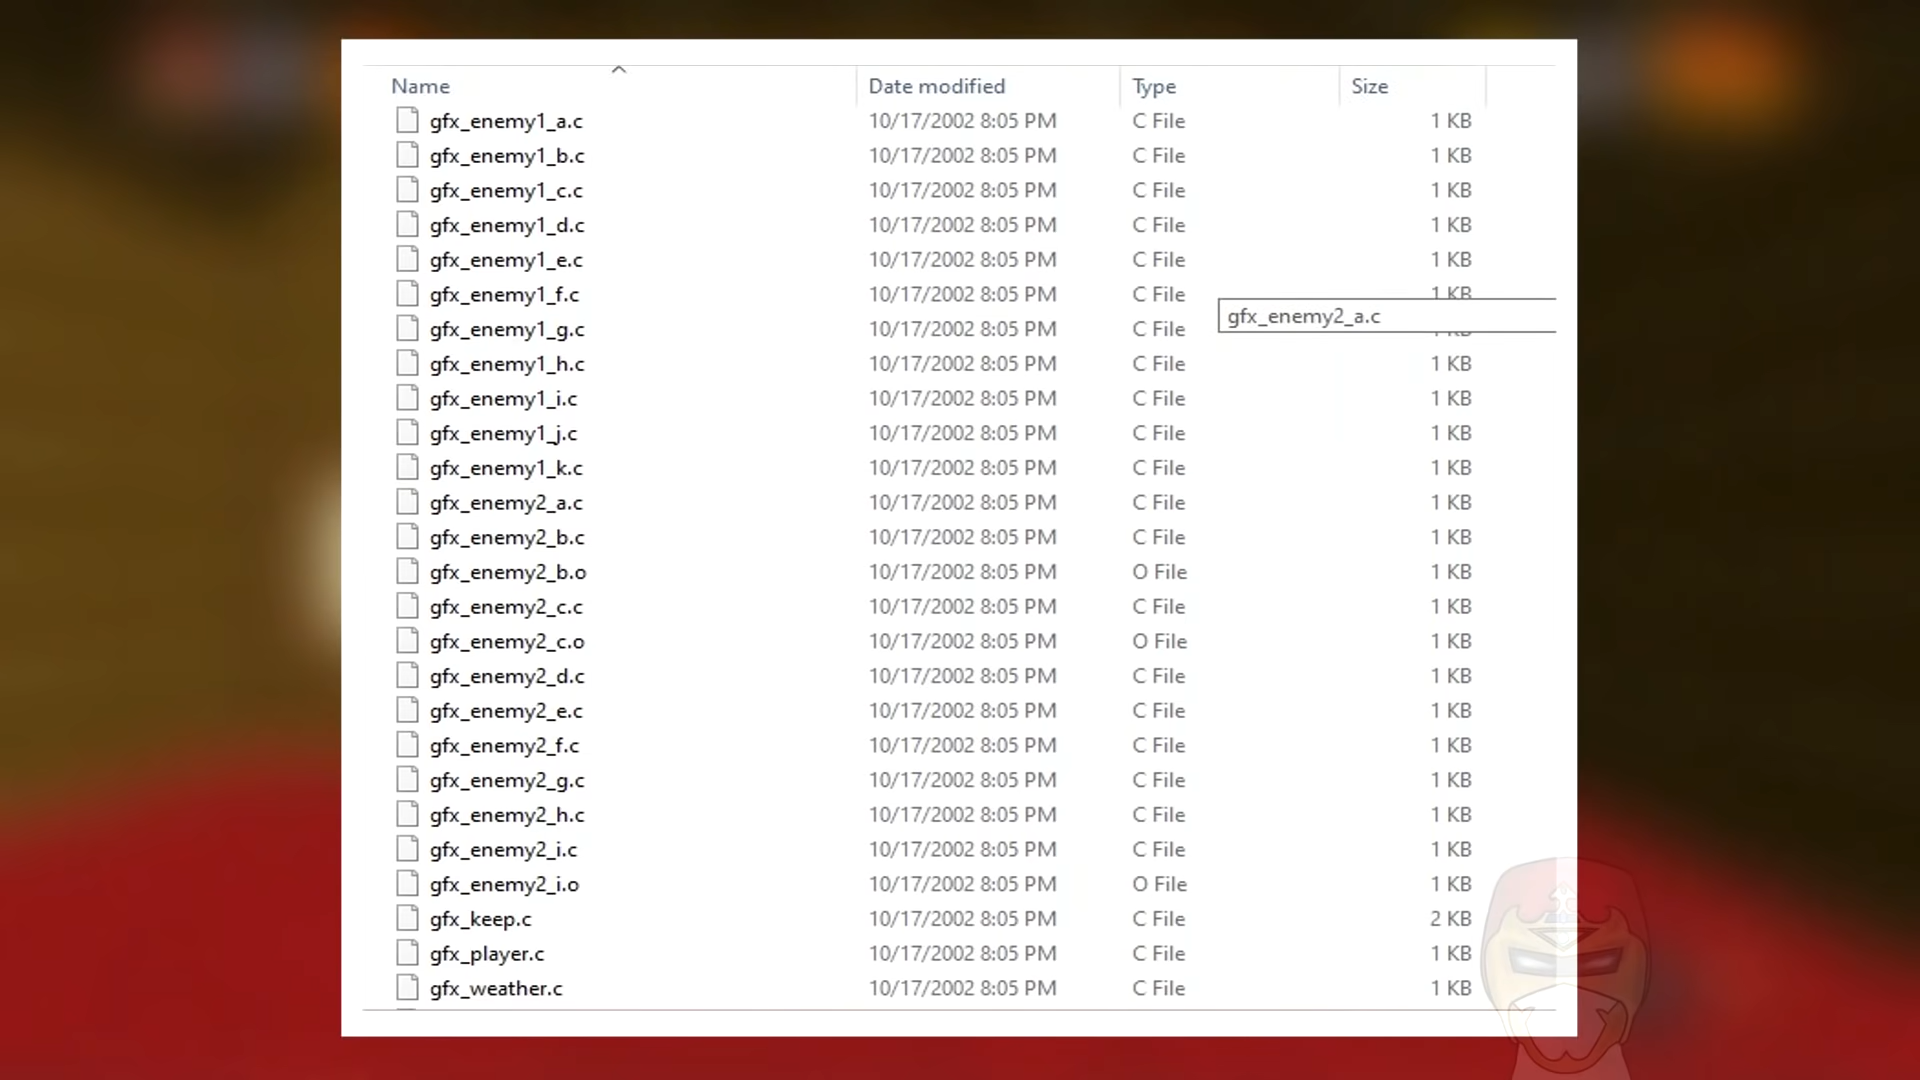 Name Date modified Type Size
gfx_enemy1_a.c 10/17/2002 8:05 PM C File 1 KB
gfx_enemy1_b.c 10/17/2002 8:05 PM C File 1 KB
gfx_enemy1_c.c 10/17/2002 8:05 PM C File 1 KB
gfx_enemy1_d.c 10/17/2002 8:05 PM C File 1 KB
gfx_enemy1_e.c 10/17/2002 8:05 PM C File 1 KB
gfx_enemy1_f.c 10/17/2002 8:05 PM C File 1 KB
gfx_enemy2_a.c
gfx_enemy1_g.c 10/17/2002 8:05 PM C File 1 KB
gfx_enemy1_h.c 10/17/2002 8:05 PM C File 1 KB
gfx_enemy1_i.c 10/17/2002 8:05 PM C File 1 KB
gfx_enemy1_j.c 10/17/2002 8:05 PM C File 1 KB
gfx_enemy1_k.c 10/17/2002 8:05 PM C File 1 KB
gfx_enemy2_a.c 10/17/2002 8:05 PM C File 1 KB
gfx_enemy2_b.c 10/17/2002 8:05 PM C File 1 KB
gfx_enemy2_b.o 10/17/2002 8:05 PM O File 1 KB
gfx_enemy2_c.c 10/17/2002 8:05 PM C File 1 KB
gfx_enemy2_c.o 10/17/2002 8:05 PM O File 1 KB
gfx_enemy2_d.c 10/17/2002 8:05 PM C File 1 KB
gfx_enemy2_e.c 10/17/2002 8:05 PM C File 1 KB
gfx_enemy2_f.c 10/17/2002 8:05 PM C File 1 KB
gfx_enemy2_g.c 10/17/2002 8:05 PM C File 1 KB
gfx_enemy2_h.c 10/17/2002 8:05 PM C File 1 KB
gfx_enemy2_i.c 10/17/2002 8:05 PM C File 1 KB
gfx_enemy2_i.o 10/17/2002 8:05 PM O File 1 KB
gfx_keep.c 10/17/2002 8:05 PM C File 2 KB
gfx_player.c 10/17/2002 8:05 PM C File 1 KB
gfx_weather.c 10/17/2002 8:05 PM C File 1 KB